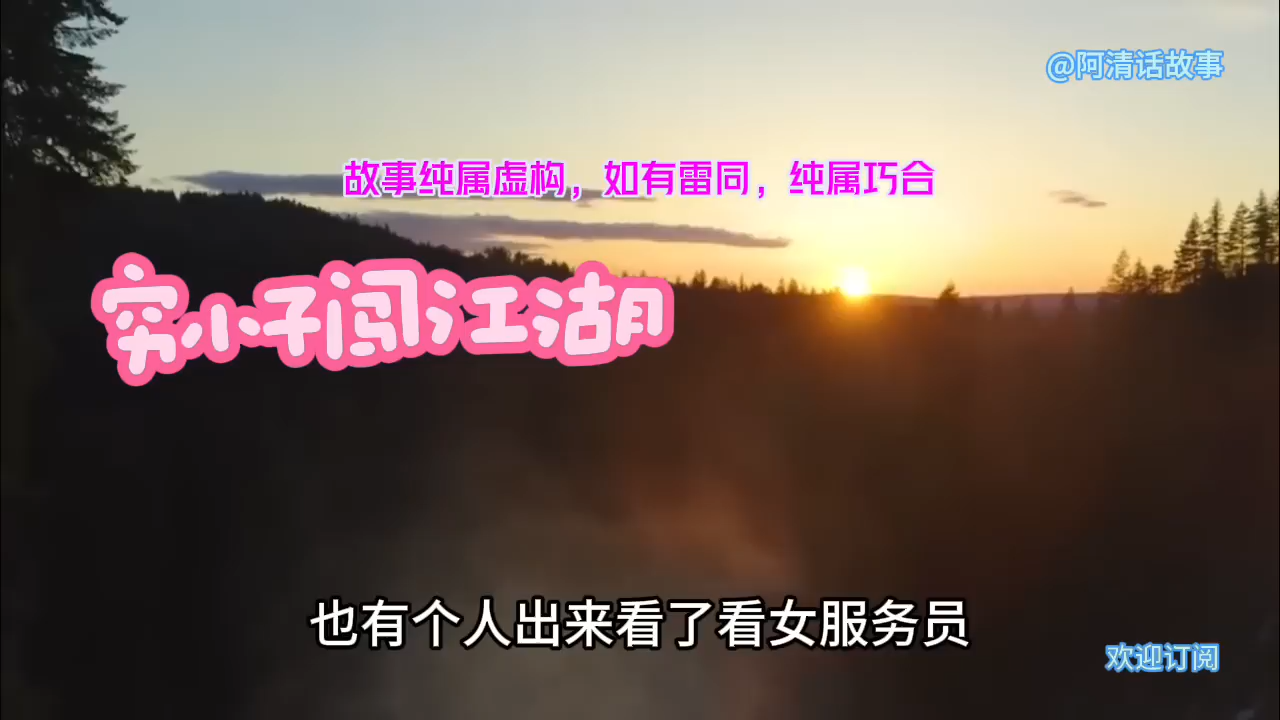 @阿清话故事
故事纯属虚构，如有雷同，纯属巧合
穷小子闯江湖
也有个人出来看了看女服务员
欢迎订阅